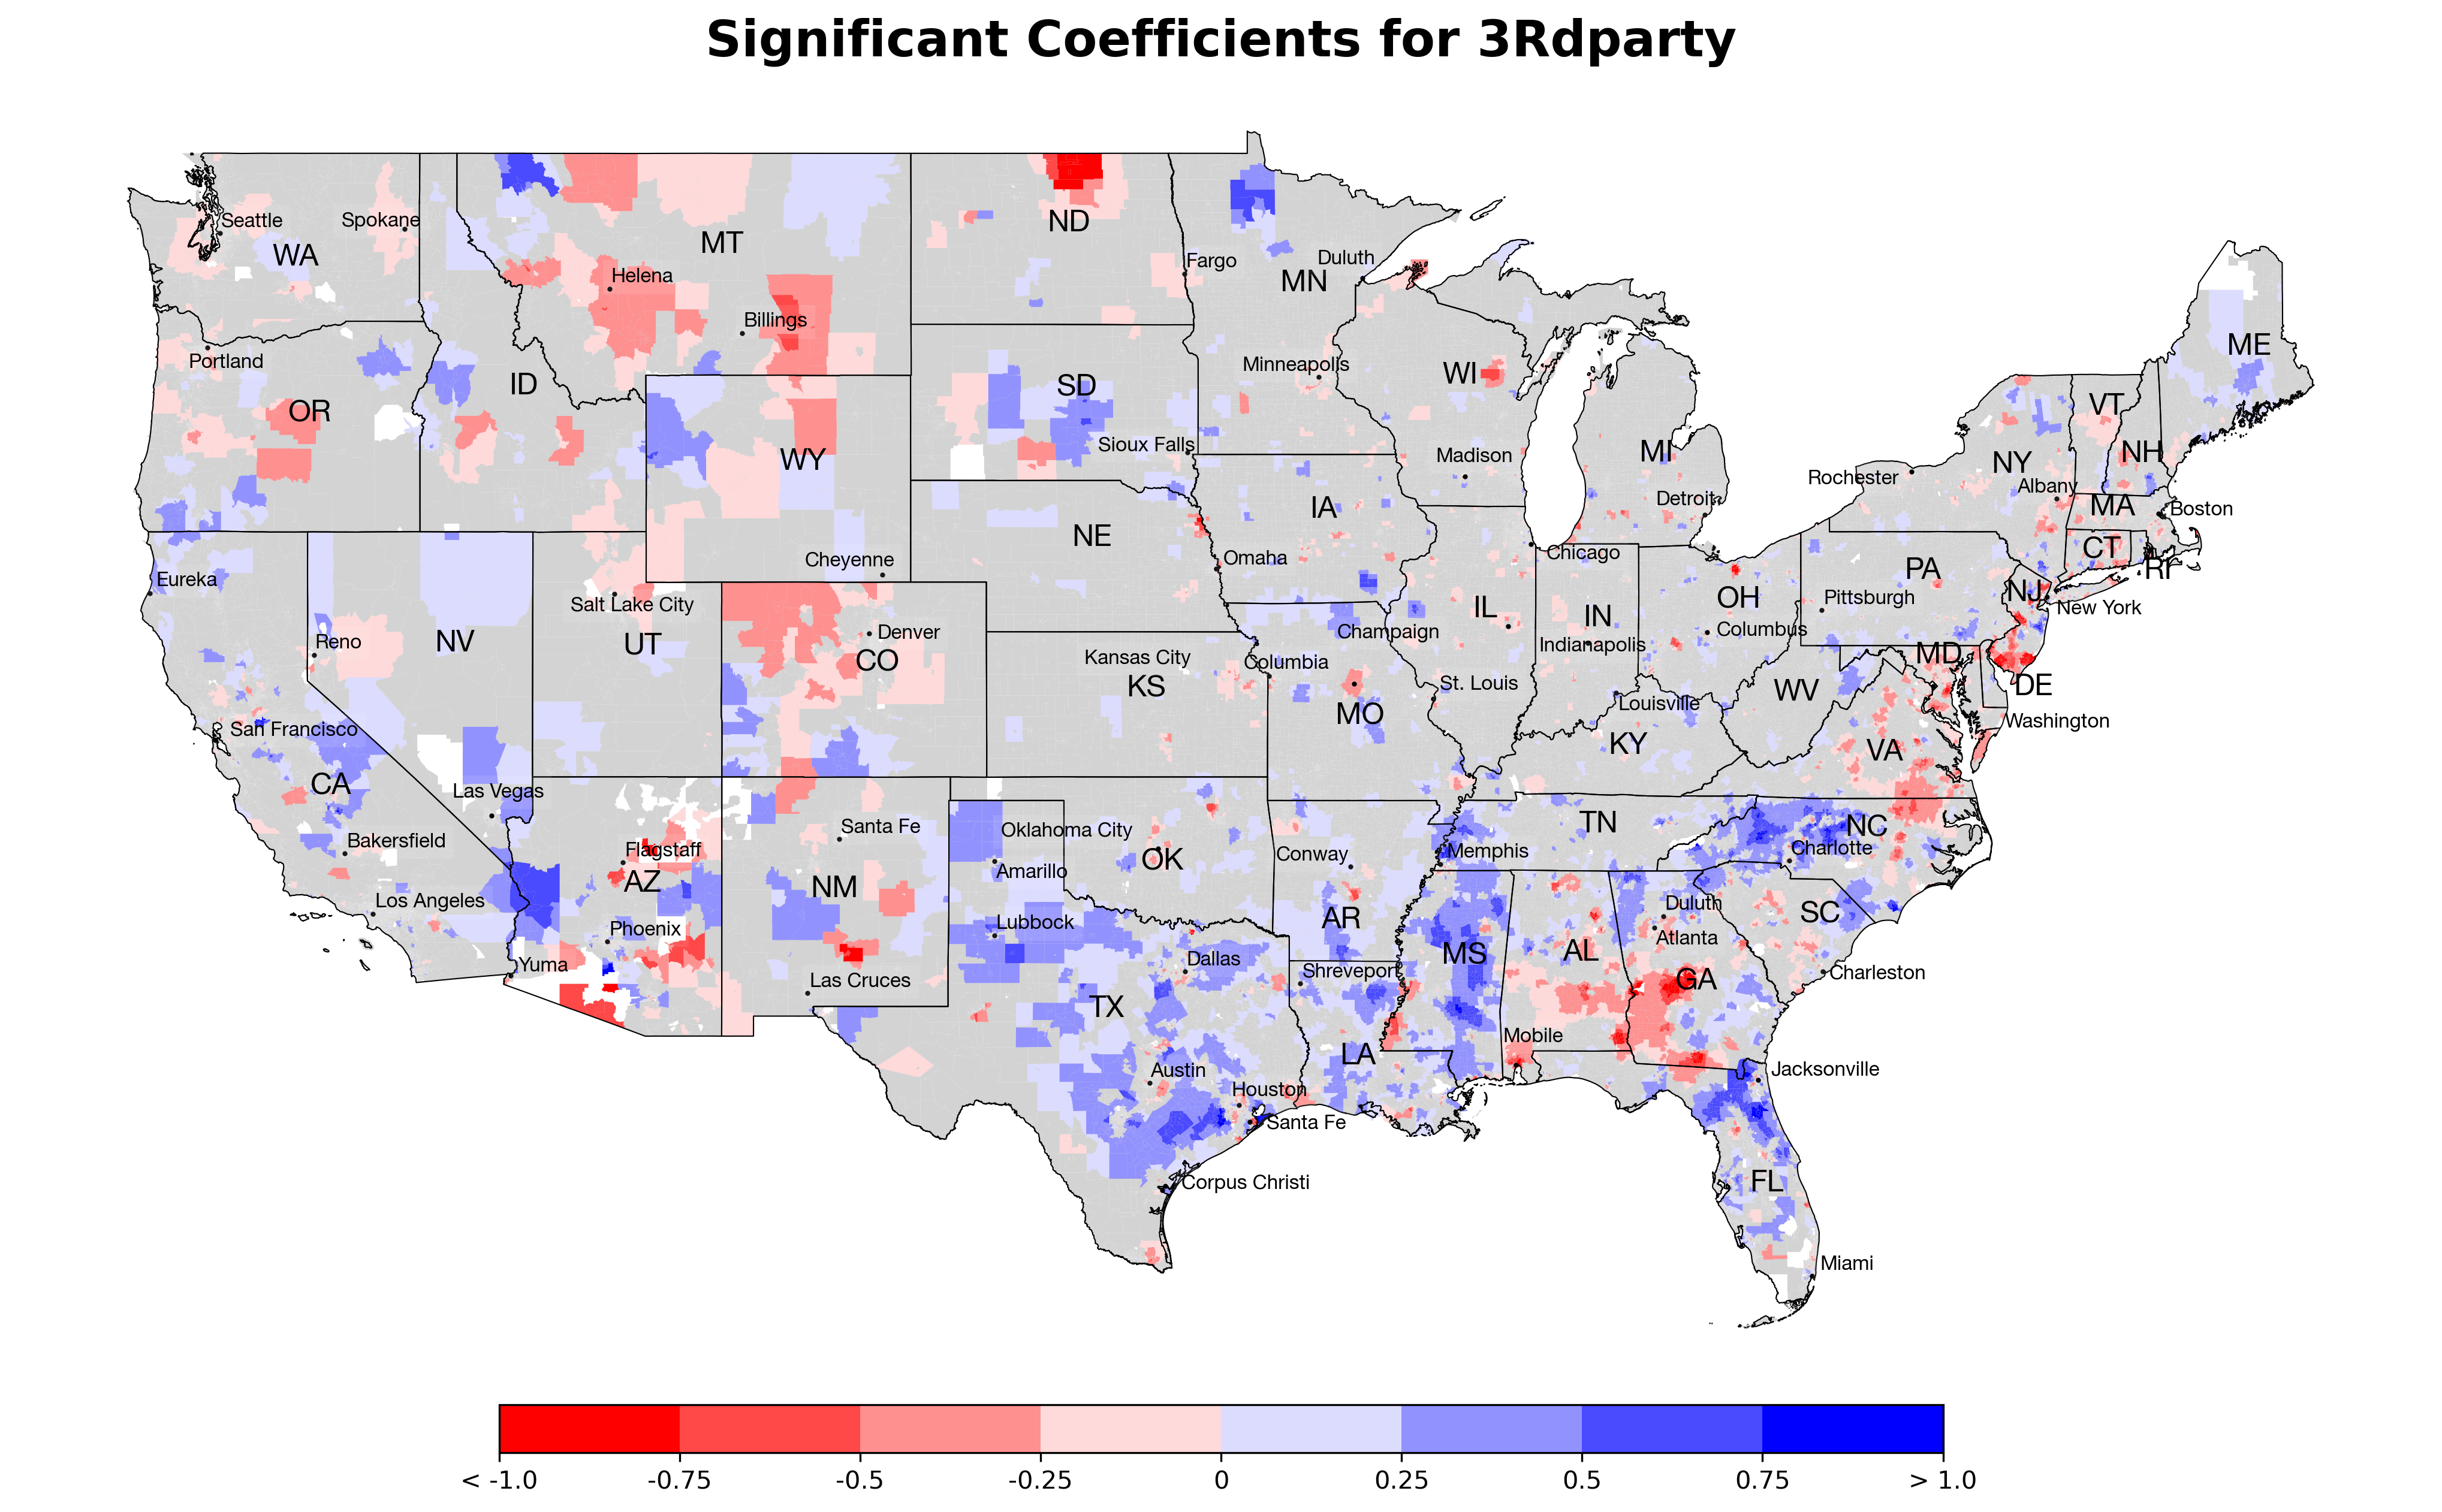 Significant Coefficients for 3Rdparty
Seattle
Spokane
WA
MT
ND
Helena
Fargo
Duluth
MN
Billings
Portland
ID
OR
SD
Minneapolis
WI
ME
VT
Sioux Falls
WY
Madison
MI
NH
NY
Rochester
Albany
Detroit
MA
Boston
IA
NE
CT
RI
Eureka
Cheyenne
Omaha
Chicago
PA
NJ
New York
Salt Lake City
IL
IN
OH
Pittsburgh
Reno
NV
UT
Denver
CO
Champaign
Indianapolis
Columbus
Kansas City
Columbia
KS
St. Louis
MD
DE
WV
Louisville
Washington
MO
San Francisco
KY
VA
CA
Las Vegas
Bakersfield
Santa Fe
Oklahoma City
TN
NC
Flagstaff
AZ
NM
Amarillo
OK
Conway
Memphis
Charlotte
Los Angeles
Lubbock
AR
Duluth
SC
Phoenix
Atlanta
MS
AL
GA
Yuma
Las Cruces
Dallas
Shreveport
Charleston
TX
Mobile
LA
Austin
Houston
Jacksonville
Santa Fe
Corpus Christi
FL
Miami
< -1.0
-0.75
-0.5
-0.25
0
0.25
0.5
0.75
> 1.0